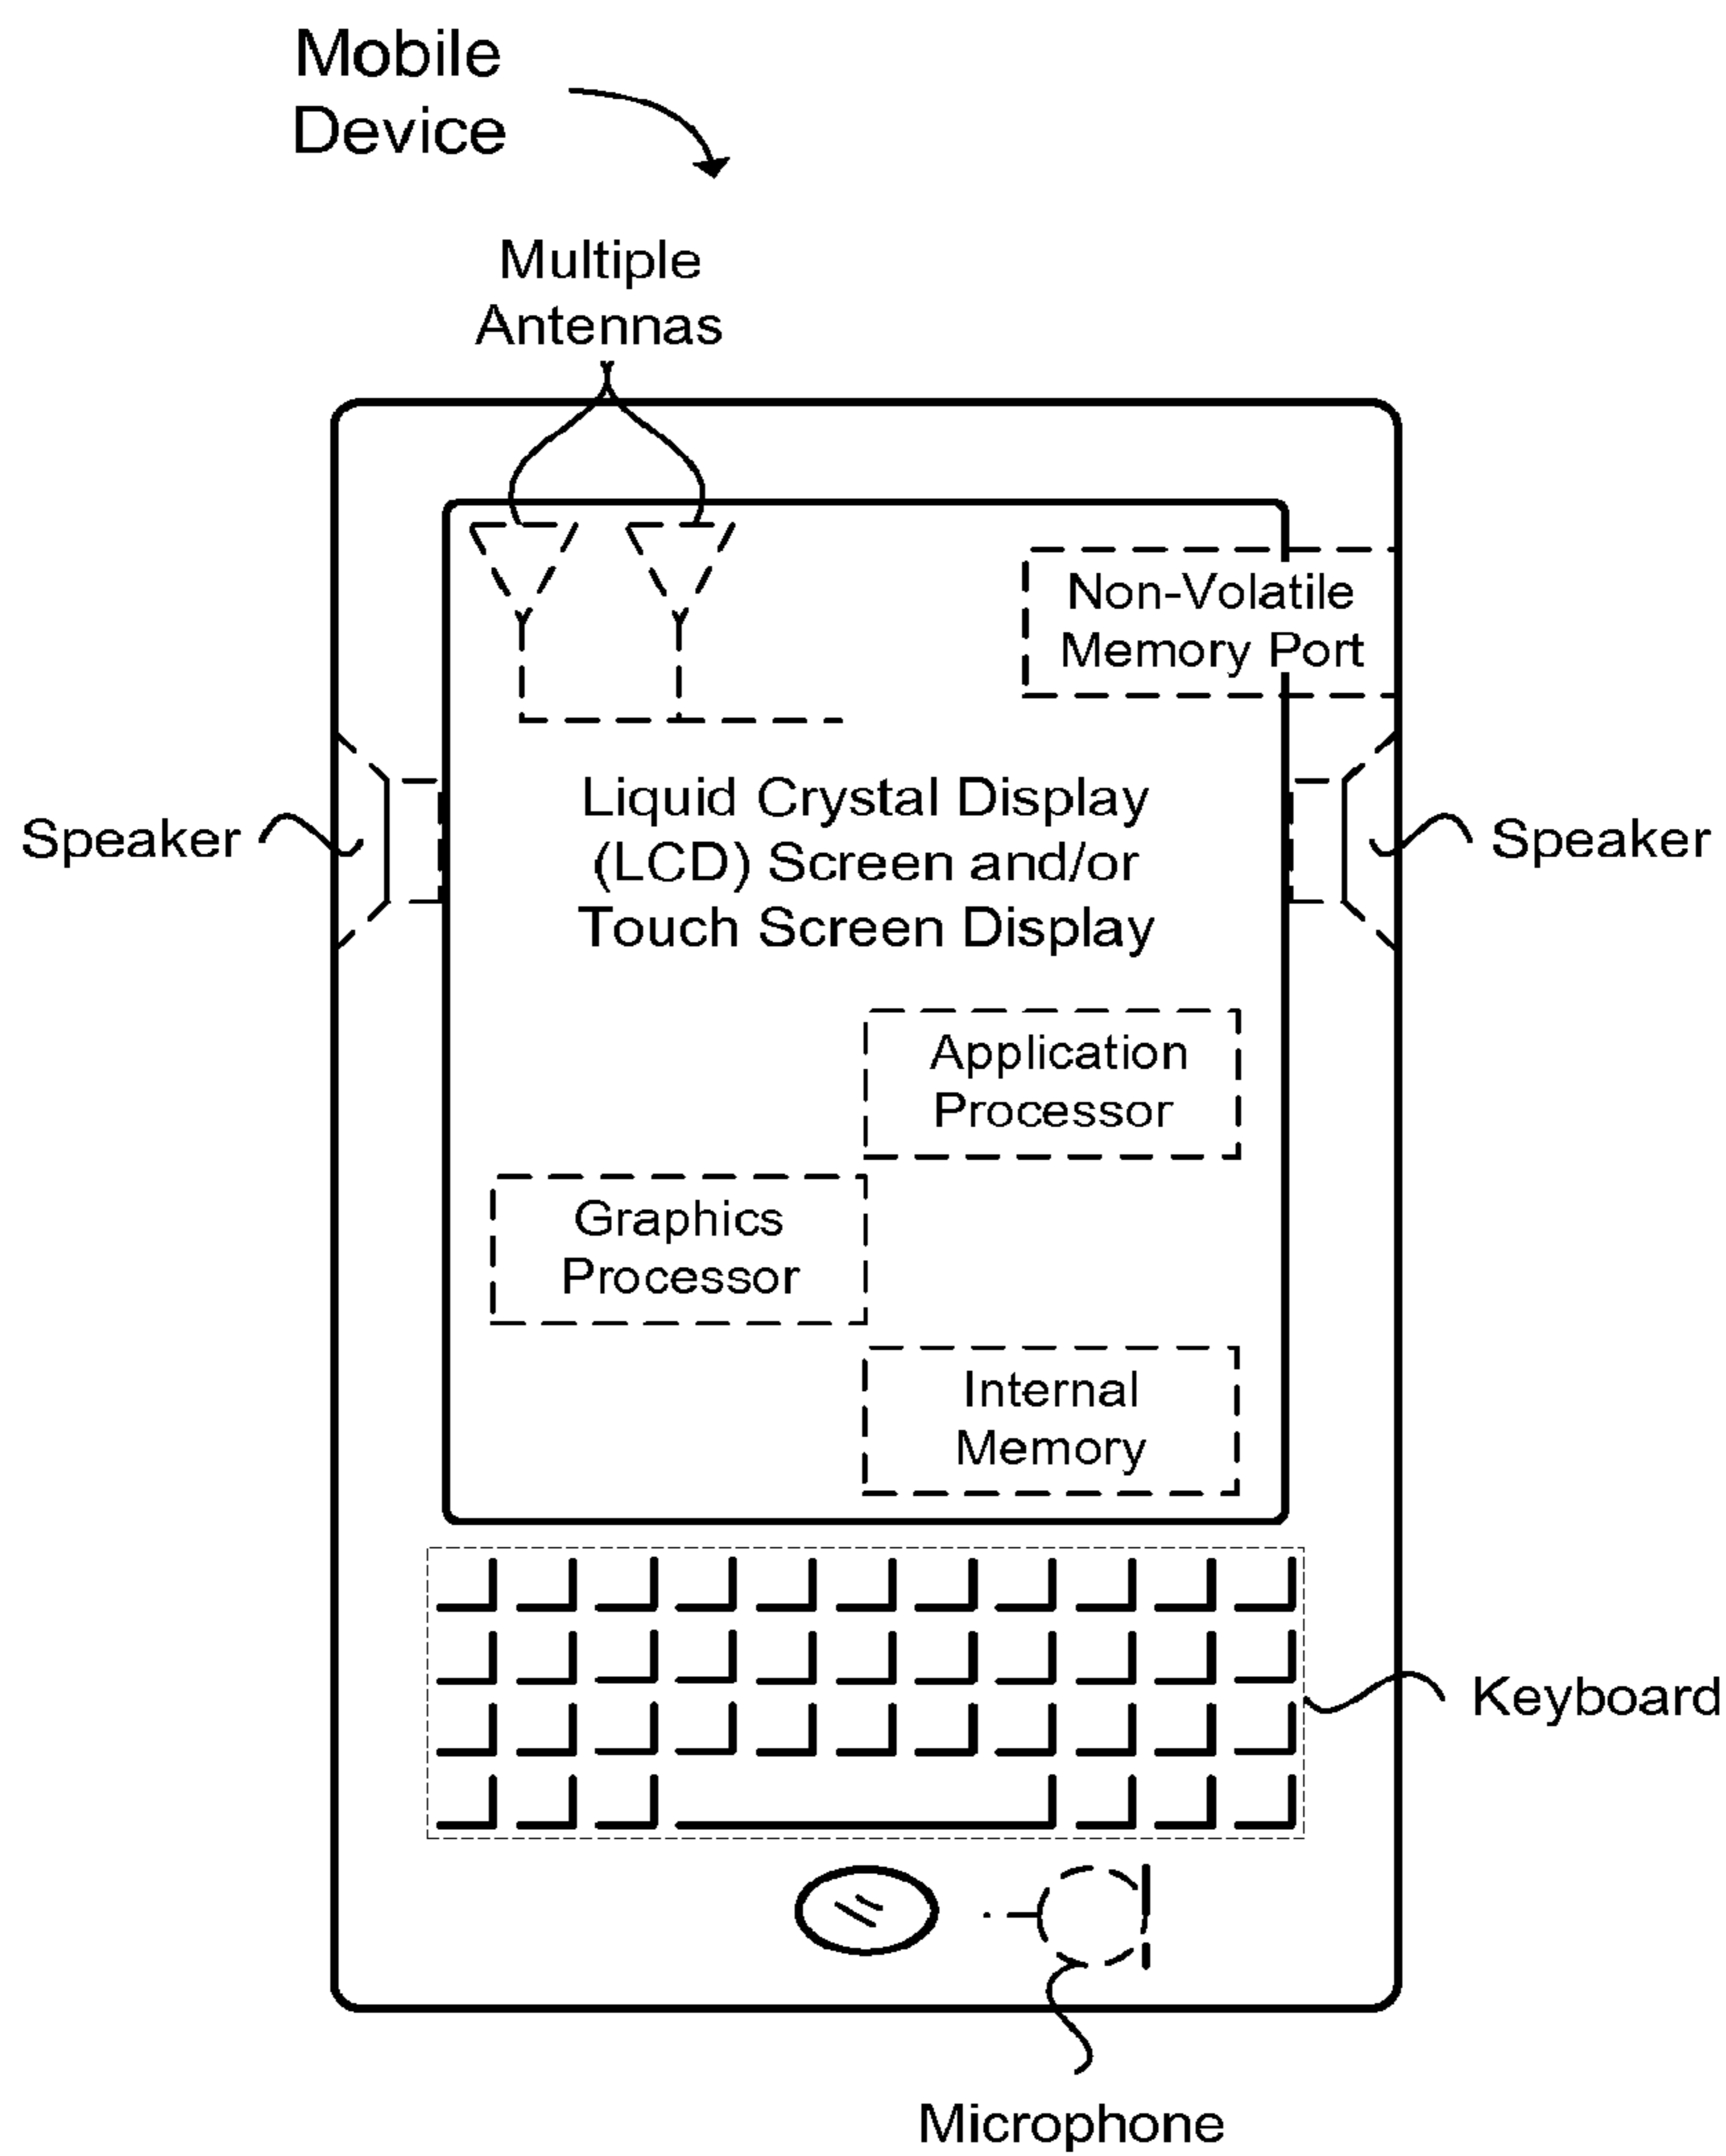 Mobile
Device
Multiple
Antennas
Non-Volatile
Memory Port
Speaker
Liquid Crystal Display
(LCD) Screen and/or
Touch Screen Display
Speaker
Application
Processor
Graphics
Processor
Internal
Memory
Keyboard
Microphone